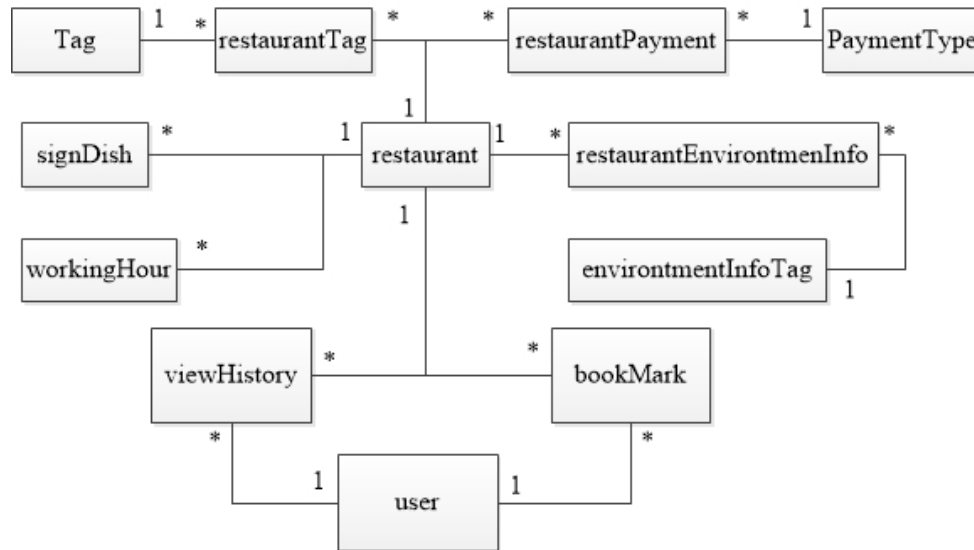 1 * * * * 1
Tag restaurantTag restaurantPayment PaymentType
1
* 1 1 * *
signDish restaurant restaurantEnvirontmenInfo
1
*
workingHour environtmentInfoTag
1
* *
viewHistory bookMark
* *
1 1
user